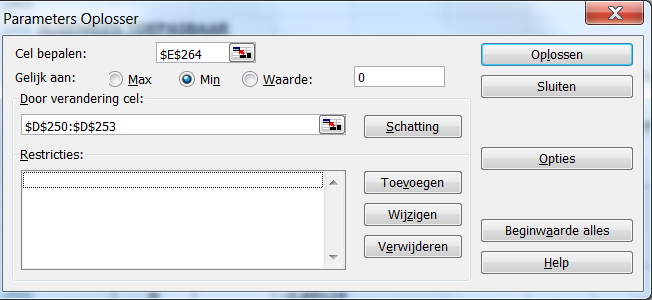 Parameters Oplosser
Cel bepalen: $E$264
Gelijk aan: Max Min Waarde: 0
Door verandering cel:
$D$250:$D$253
Schatting
Restricties:
Toevoegen
Wijzigen
Verwijderen
Oplossen
Sluiten
Opties
Beginwaarde alles
Help